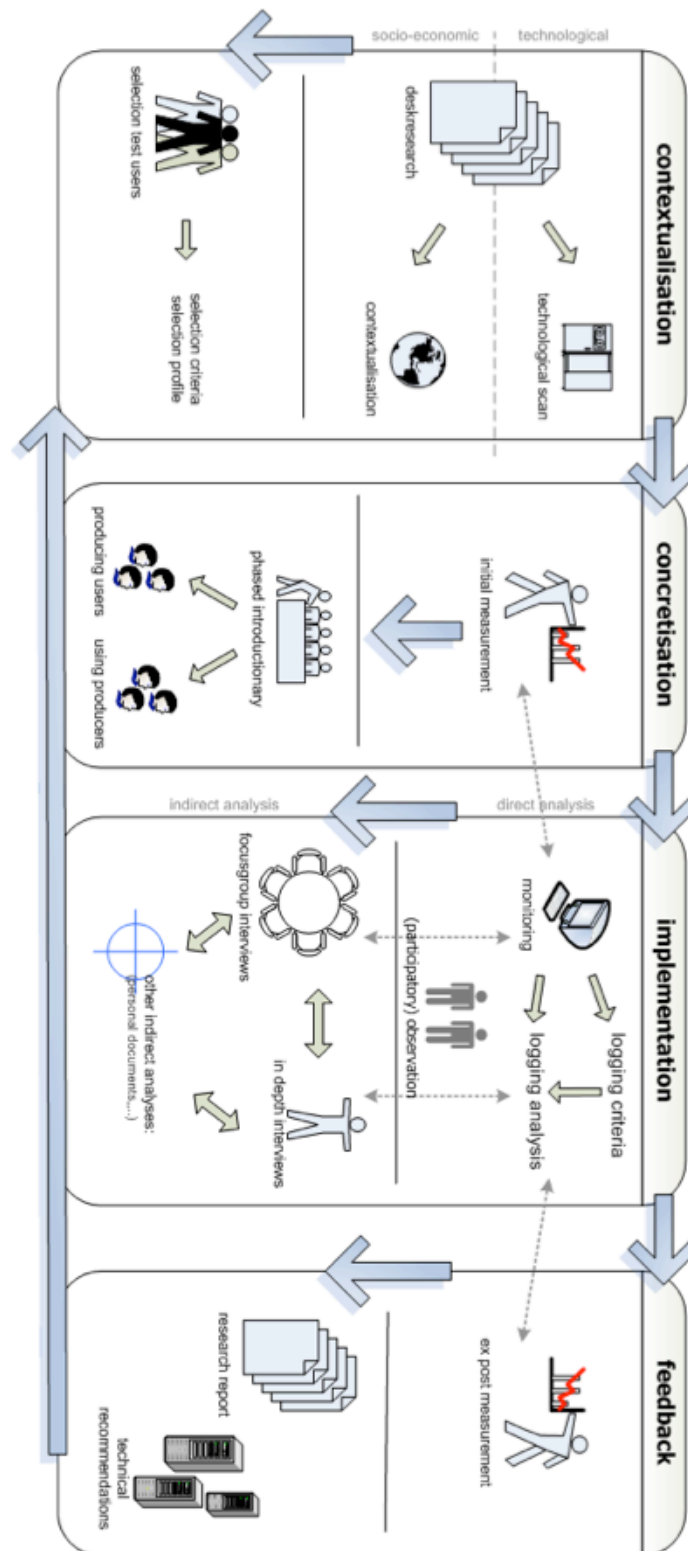 contextualisation
technological
socio-economic
deskresearch
technological scan
contextualisation
selection test users
selection criteria
selection profile
concretisation
initial measurement
phased introductionary
producing users
using producers
implementation
direct analysis
indirect analysis
monitoring
logging criteria
logging analysis
(participatory) observation
focusgroup interviews
in depth interviews
other indirect analyses:
(personal documents,...)
feedback
ex post measurement
research report
technical
recommendations